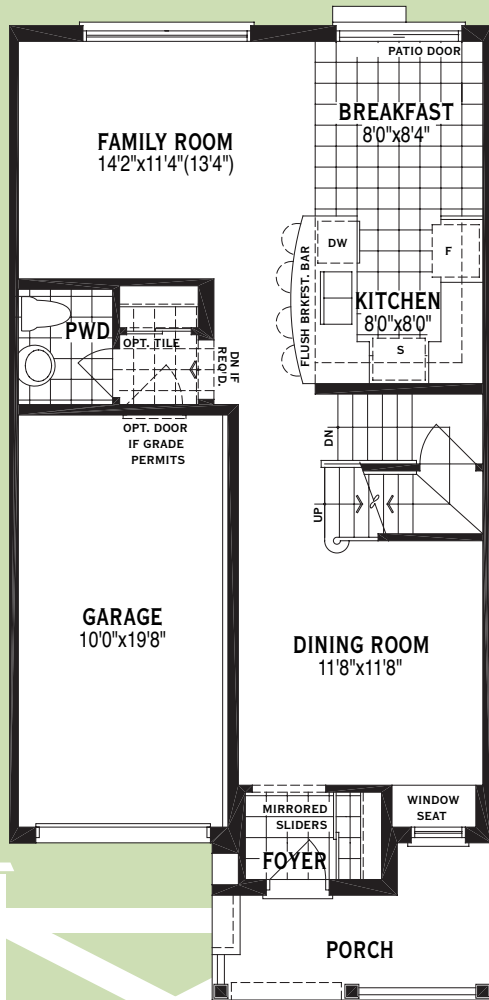 PATIO DOOR
BREAKFAST
8'0"x8'4"
FAMILY ROOM
14'2"x11'4"(13'4")
DW
F
FLUSH BRKFST. BAR
KITCHEN
8'0"x8'0"
S
PWD
OPT. TILE
DN IF
REQ'D.
OPT. DOOR
IF GRADE
PERMITS
DN
UP
GARAGE
10'0"x19'8"
DINING ROOM
11'8"x11'8"
MIRRORED
SLIDERS
WINDOW
SEAT
FOYER
PORCH